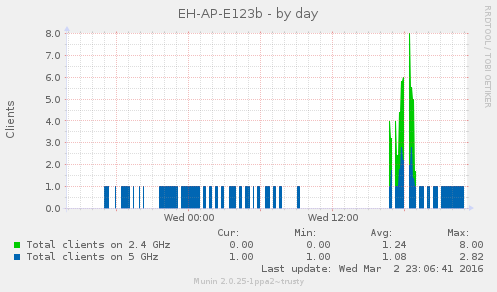 EH-AP-E123b - by day
RRDTOOL / TOBI OETIKER
Clients
8.0
7.0
6.0
5.0
4.0
3.0
2.0
1.0
0.0
Wed 00:00 Wed 12:00
Cur: Min: Avg: Max:
Total clients on 2.4 GHz 0.00 0.00 1.24 8.00
Total clients on 5 GHz 1.00 1.00 1.08 2.82
Last update: Wed Mar 2 23:06:41 2016
Munin 2.0.25-1ppa2~trusty